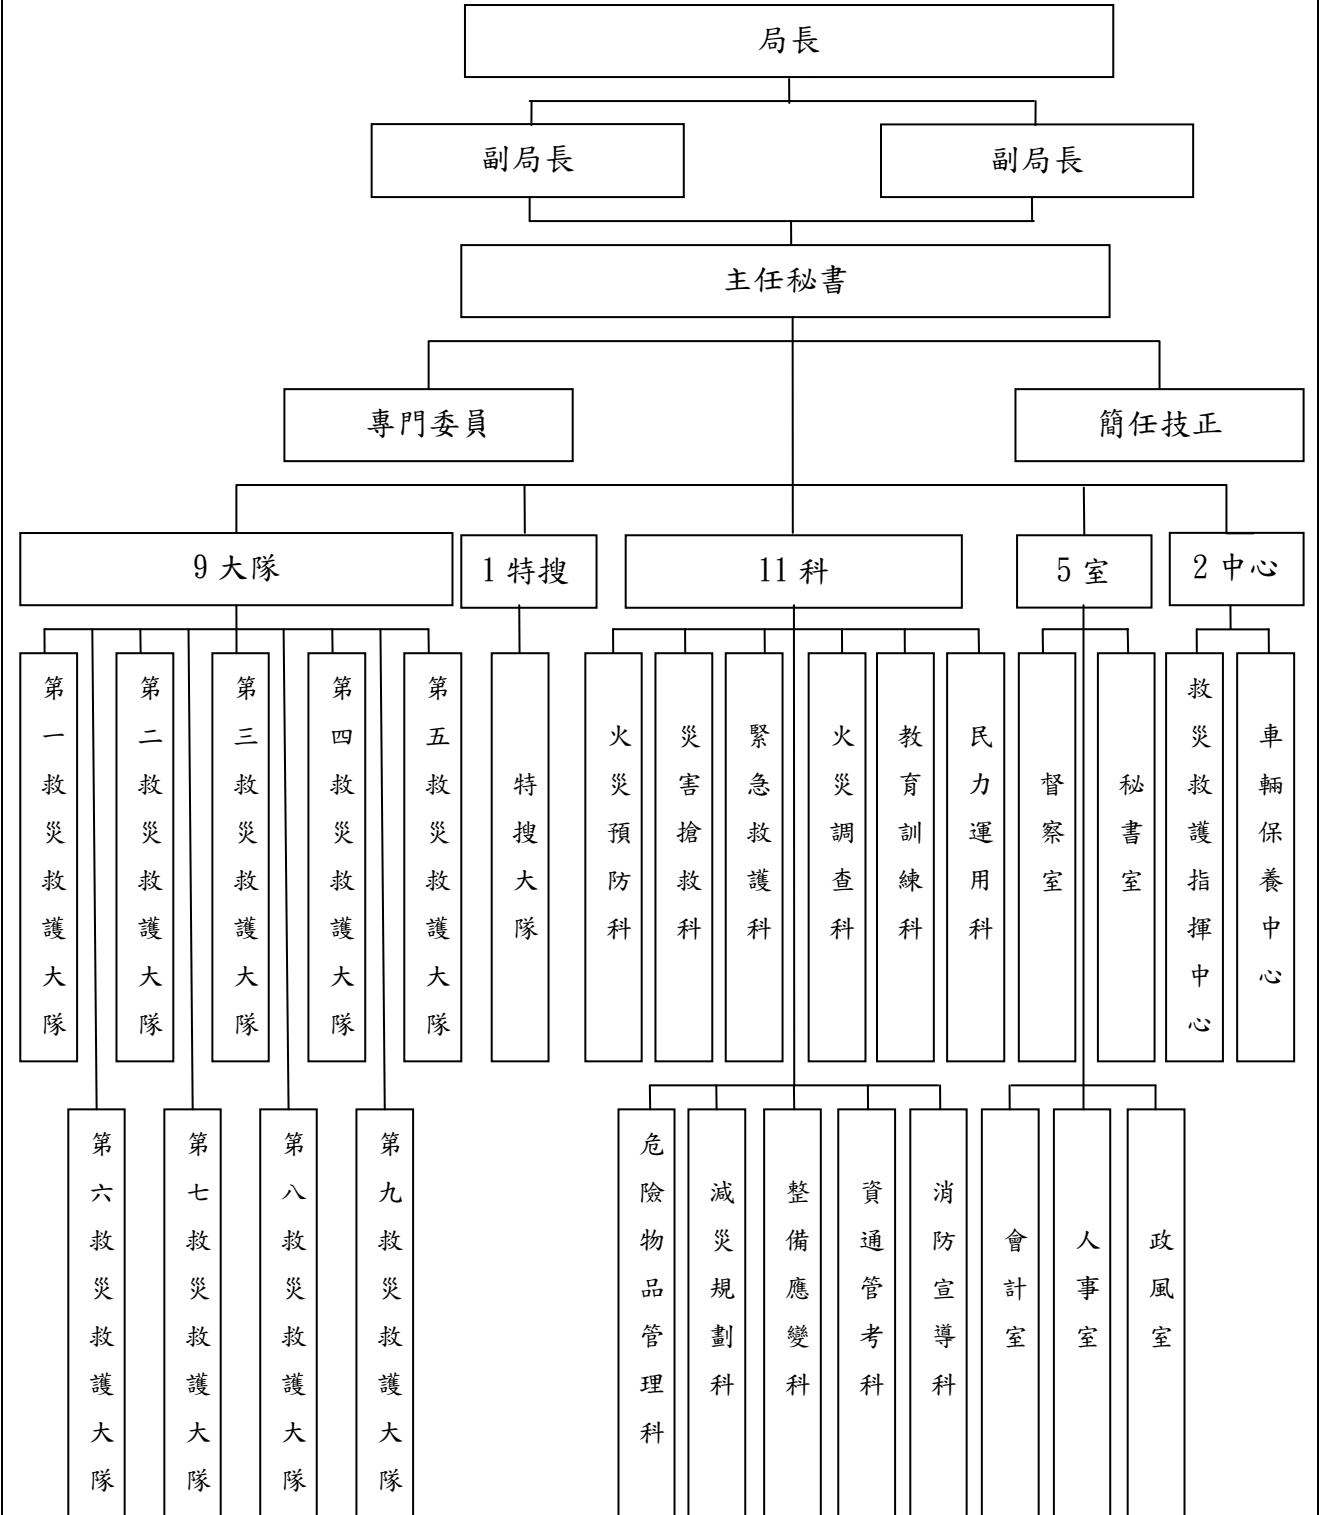 局長
副局長
副局長
主任秘書
專門委員
簡任技正
9大隊
1特搜
11科
5室
2中心
第一救災救護大隊
第二救災救護大隊
第三救災救護大隊
第四救災救護大隊
第五救災救護大隊
特搜大隊
火災預防科
災害搶救科
緊急救護科
火災調查科
教育訓練科
民力運用科
督察室
秘書室
救災救護指揮中心
車輛保養中心
第六救災救護大隊
第七救災救護大隊
第八救災救護大隊
第九救災救護大隊
危險物品管理科
減災規劃科
整備應變科
資通管考科
消防宣導科
會計室
人事室
政風室